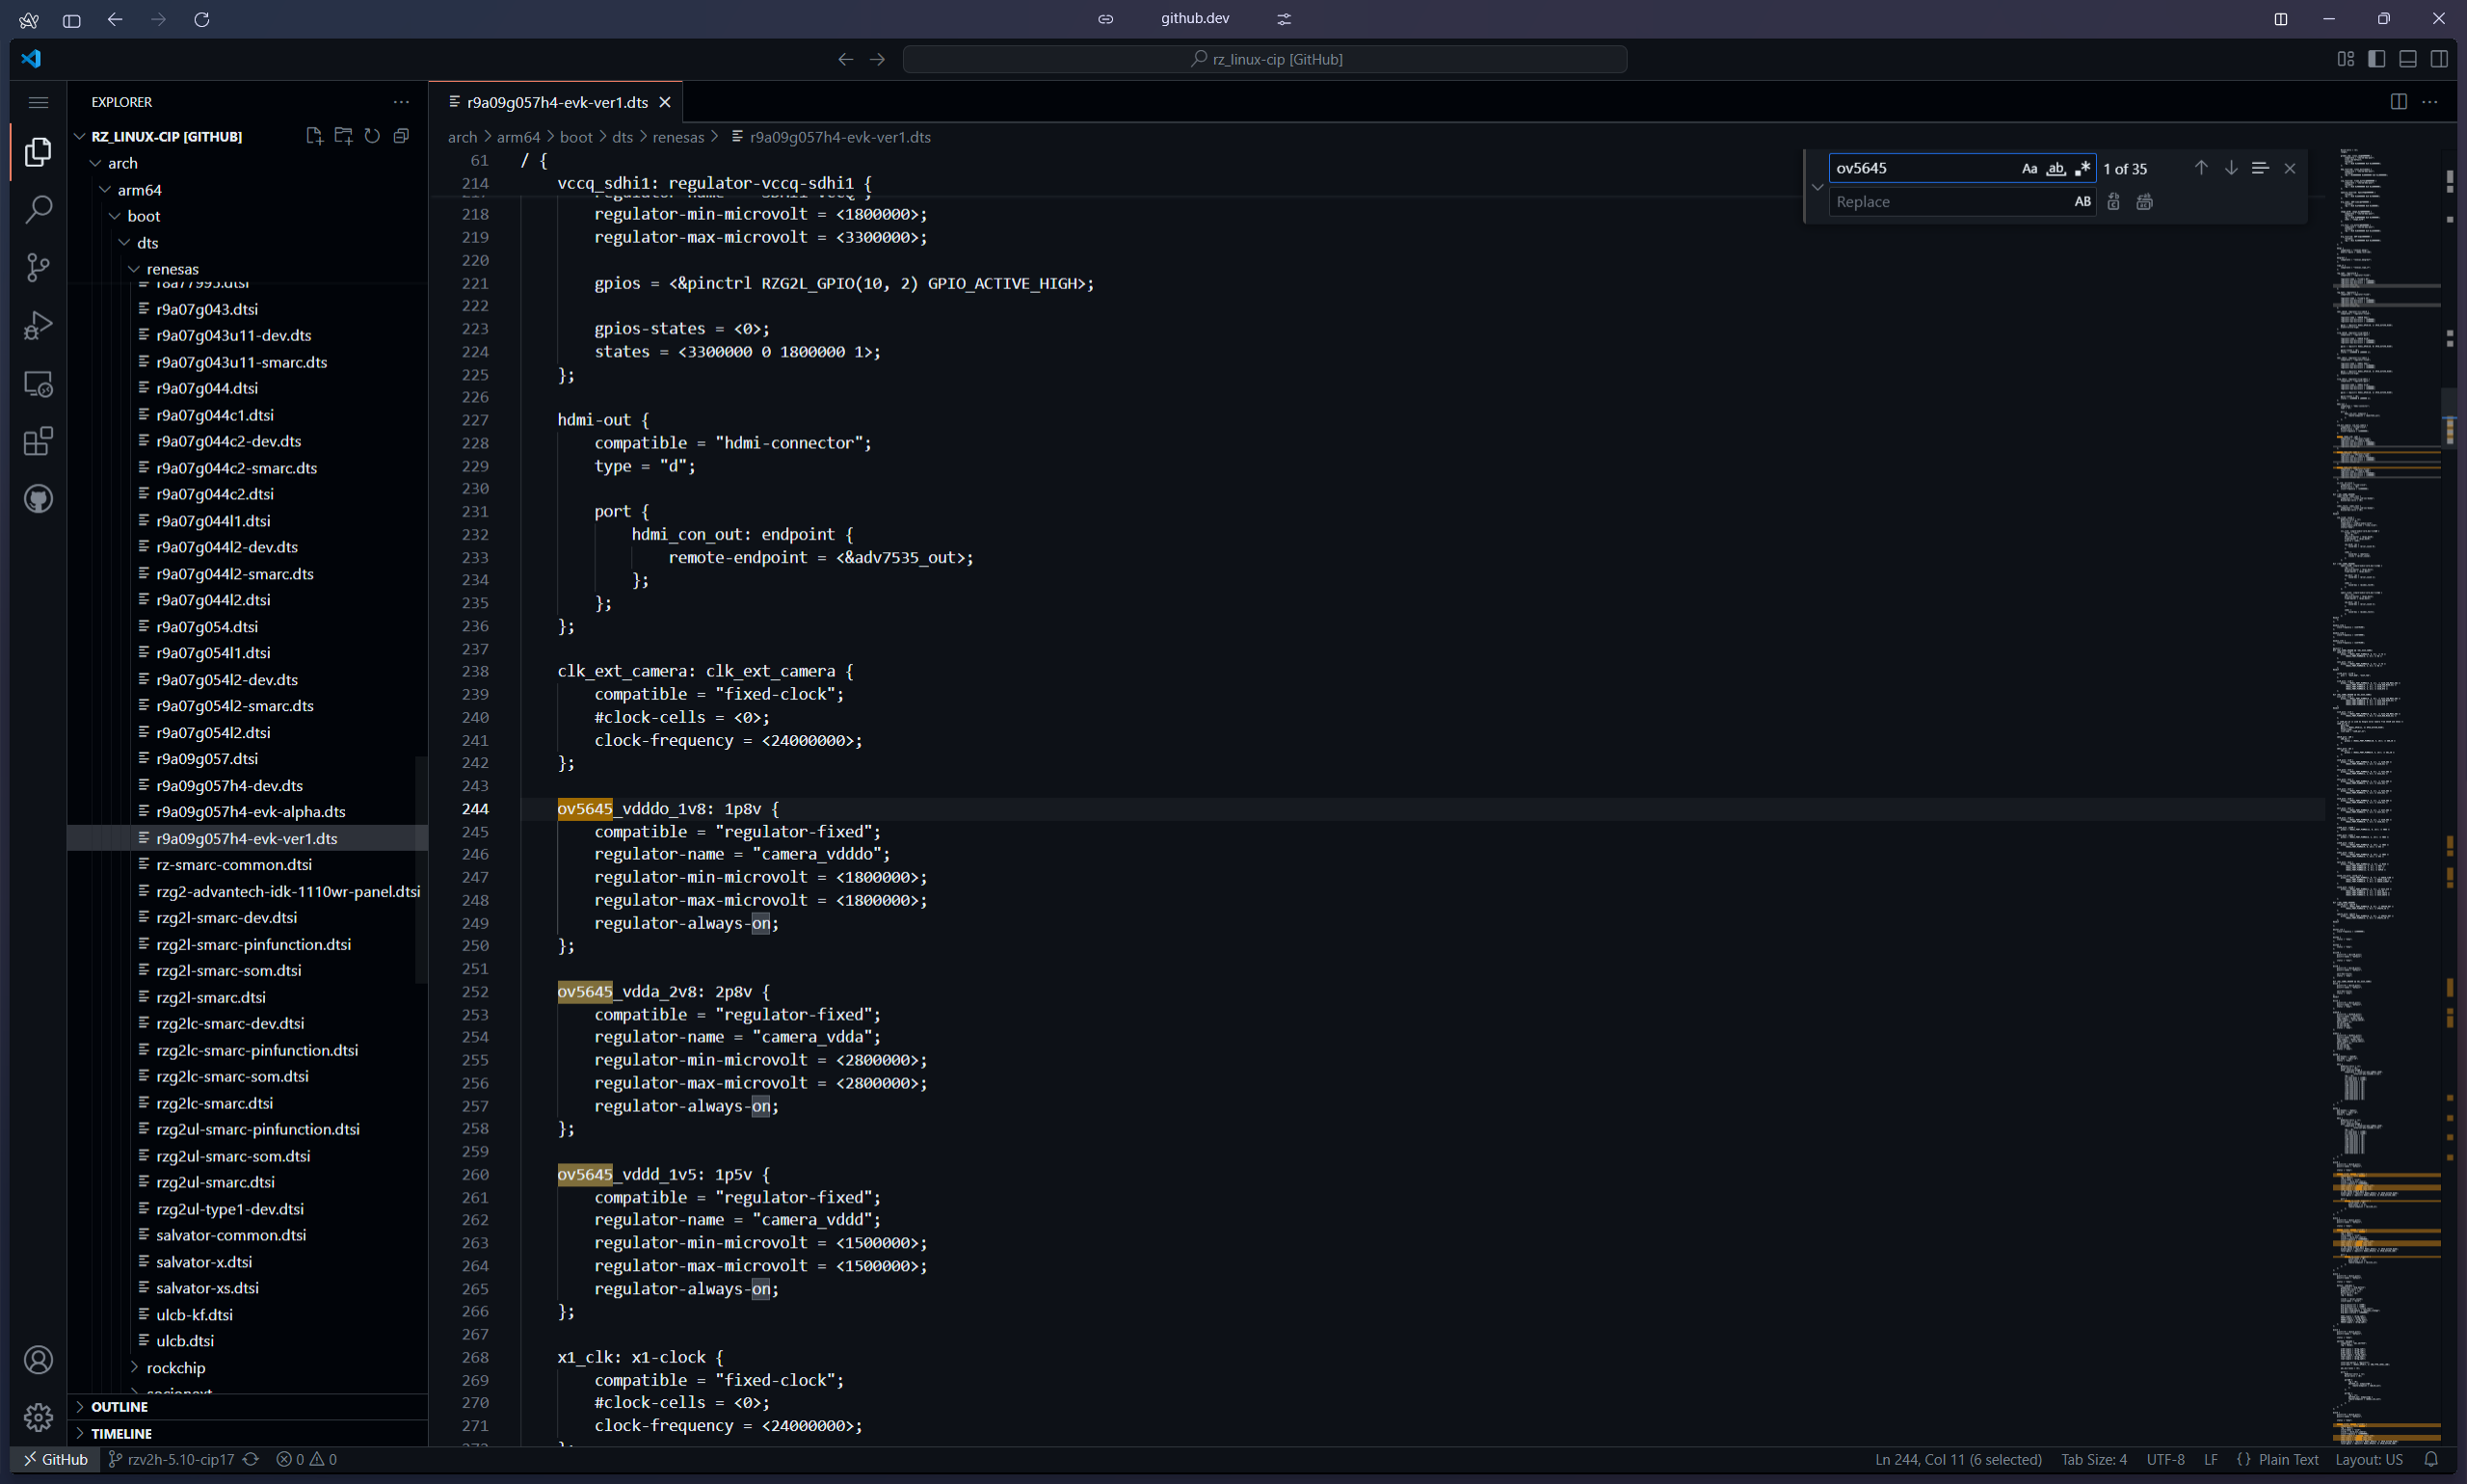 github.dev
rz_linux-cip [GitHub]
EXPLORER
RZ_LINUX-CIP [GITHUB]
arch
arm64
boot
dts
renesas
r8a77995.dtsi
r9a07g043.dtsi
r9a07g043u11-dev.dts
r9a07g043u11-smarc.dts
r9a07g044.dtsi
r9a07g044c1.dtsi
r9a07g044c2-dev.dts
r9a07g044c2-smarc.dts
r9a07g044c2.dtsi
r9a07g044l1.dtsi
r9a07g044l2-dev.dts
r9a07g044l2-smarc.dts
r9a07g044l2.dtsi
r9a07g054.dtsi
r9a07g054l1.dtsi
r9a07g054l2-dev.dts
r9a07g054l2-smarc.dts
r9a07g054l2.dtsi
r9a09g057.dtsi
r9a09g057h4-dev.dts
r9a09g057h4-evk-alpha.dts
r9a09g057h4-evk-ver1.dts
rz-smarc-common.dtsi
rzg2-advantech-idk-1110wr-panel.dtsi
rzg2l-smarc-dev.dtsi
rzg2l-smarc-pinfunction.dtsi
rzg2l-smarc-som.dtsi
rzg2l-smarc.dtsi
rzg2lc-smarc-dev.dtsi
rzg2lc-smarc-pinfunction.dtsi
rzg2lc-smarc-som.dtsi
rzg2lc-smarc.dtsi
rzg2ul-smarc-pinfunction.dtsi
rzg2ul-smarc-som.dtsi
rzg2ul-smarc.dtsi
rzg2ul-type1-dev.dtsi
salvator-common.dtsi
salvator-x.dtsi
salvator-xs.dtsi
ulcb-kf.dtsi
ulcb.dtsi
rockchip
socionext
OUTLINE
TIMELINE
r9a09g057h4-evk-ver1.dts
arch > arm64 > boot > dts > renesas > r9a09g057h4-evk-ver1.dts
ov5645 Aa ab 1 of 35
Replace AB
61 / {
214 vccq_sdhi1: regulator-vccq-sdhi1 {
218 regulator-min-microvolt = <1800000>;
219 regulator-max-microvolt = <3300000>;
220
221 gpios = <&pinctrl RZG2L_GPIO(10, 2) GPIO_ACTIVE_HIGH>;
222
223 gpios-states = <0>;
224 states = <3300000 0 1800000 1>;
225 };
226
227 hdmi-out {
228 compatible = "hdmi-connector";
229 type = "d";
230
231 port {
232 hdmi_con_out: endpoint {
233 remote-endpoint = <&adv7535_out>;
234 };
235 };
236 };
237
238 clk_ext_camera: clk_ext_camera {
239 compatible = "fixed-clock";
240 #clock-cells = <0>;
241 clock-frequency = <24000000>;
242 };
243
244 ov5645_vdddo_1v8: 1p8v {
245 compatible = "regulator-fixed";
246 regulator-name = "camera_vdddo";
247 regulator-min-microvolt = <1800000>;
248 regulator-max-microvolt = <1800000>;
249 regulator-always-on;
250 };
251
252 ov5645_vdda_2v8: 2p8v {
253 compatible = "regulator-fixed";
254 regulator-name = "camera_vdda";
255 regulator-min-microvolt = <2800000>;
256 regulator-max-microvolt = <2800000>;
257 regulator-always-on;
258 };
259
260 ov5645_vddd_1v5: 1p5v {
261 compatible = "regulator-fixed";
262 regulator-name = "camera_vddd";
263 regulator-min-microvolt = <1500000>;
264 regulator-max-microvolt = <1500000>;
265 regulator-always-on;
266 };
267
268 x1_clk: x1-clock {
269 compatible = "fixed-clock";
270 #clock-cells = <0>;
271 clock-frequency = <24000000>;
GitHub rzv2h-5.10-cip17 0 0 Ln 244, Col 11 (6 selected) Tab Size: 4 UTF-8 LF {} Plain Text Layout: US